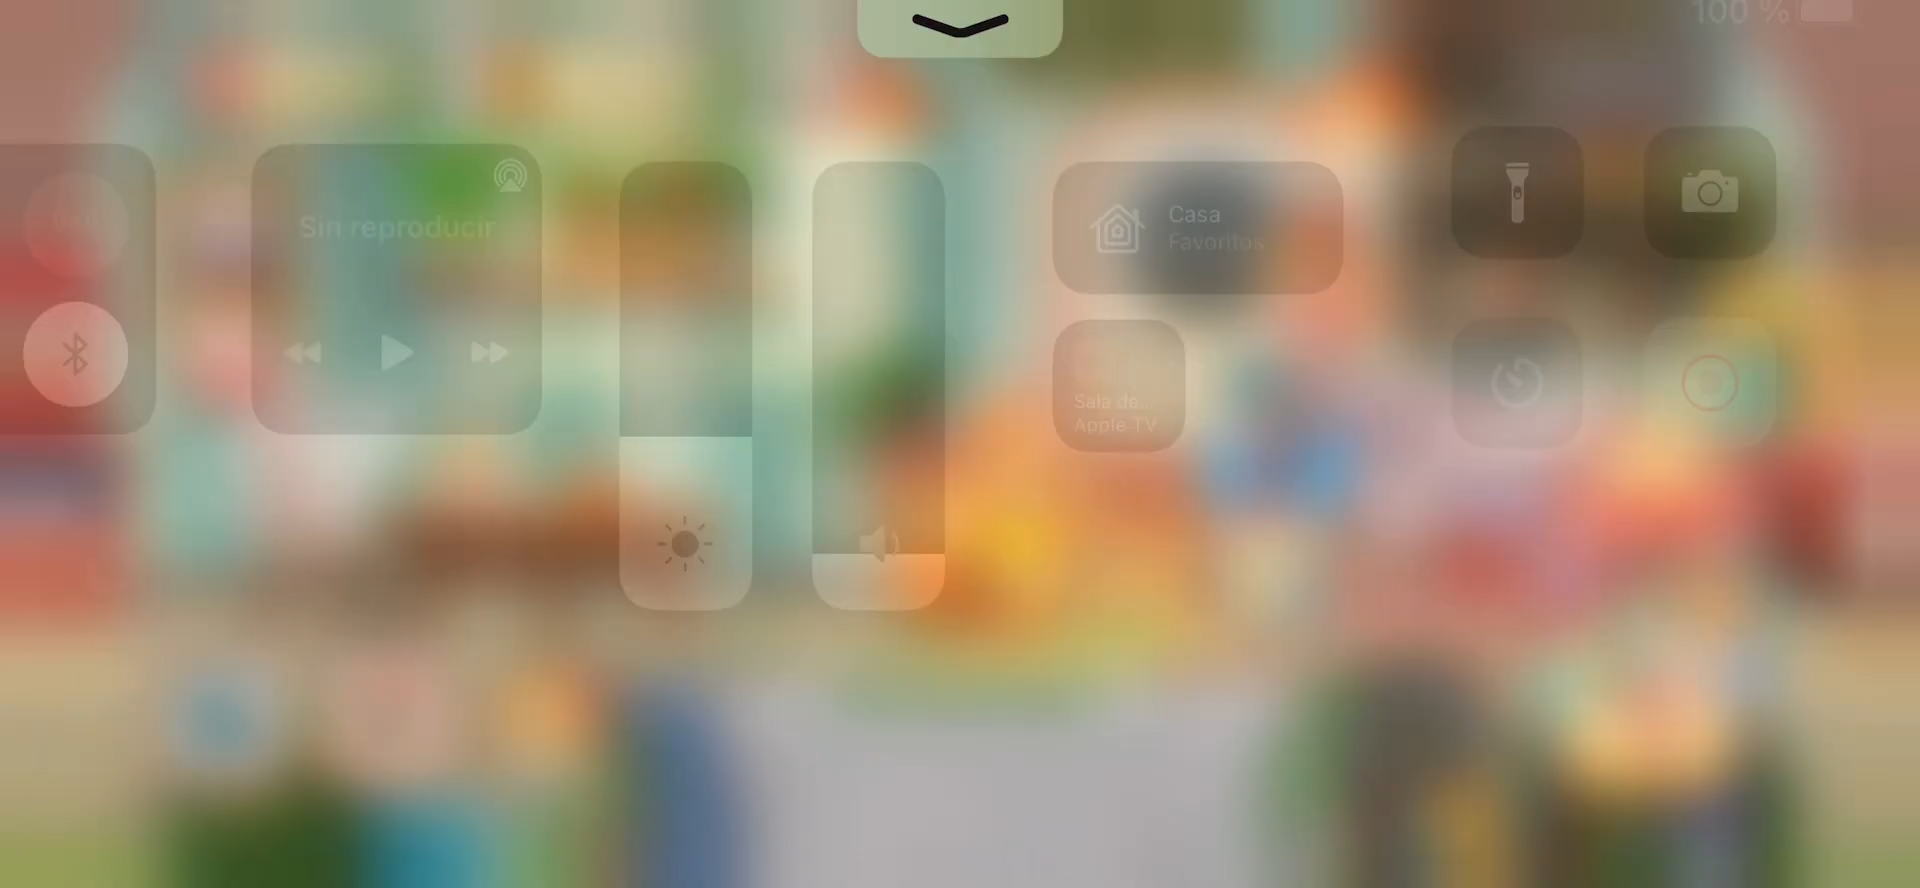 100 %
Sin reproducir
Casa
Favoritos
Sala de...
Apple TV